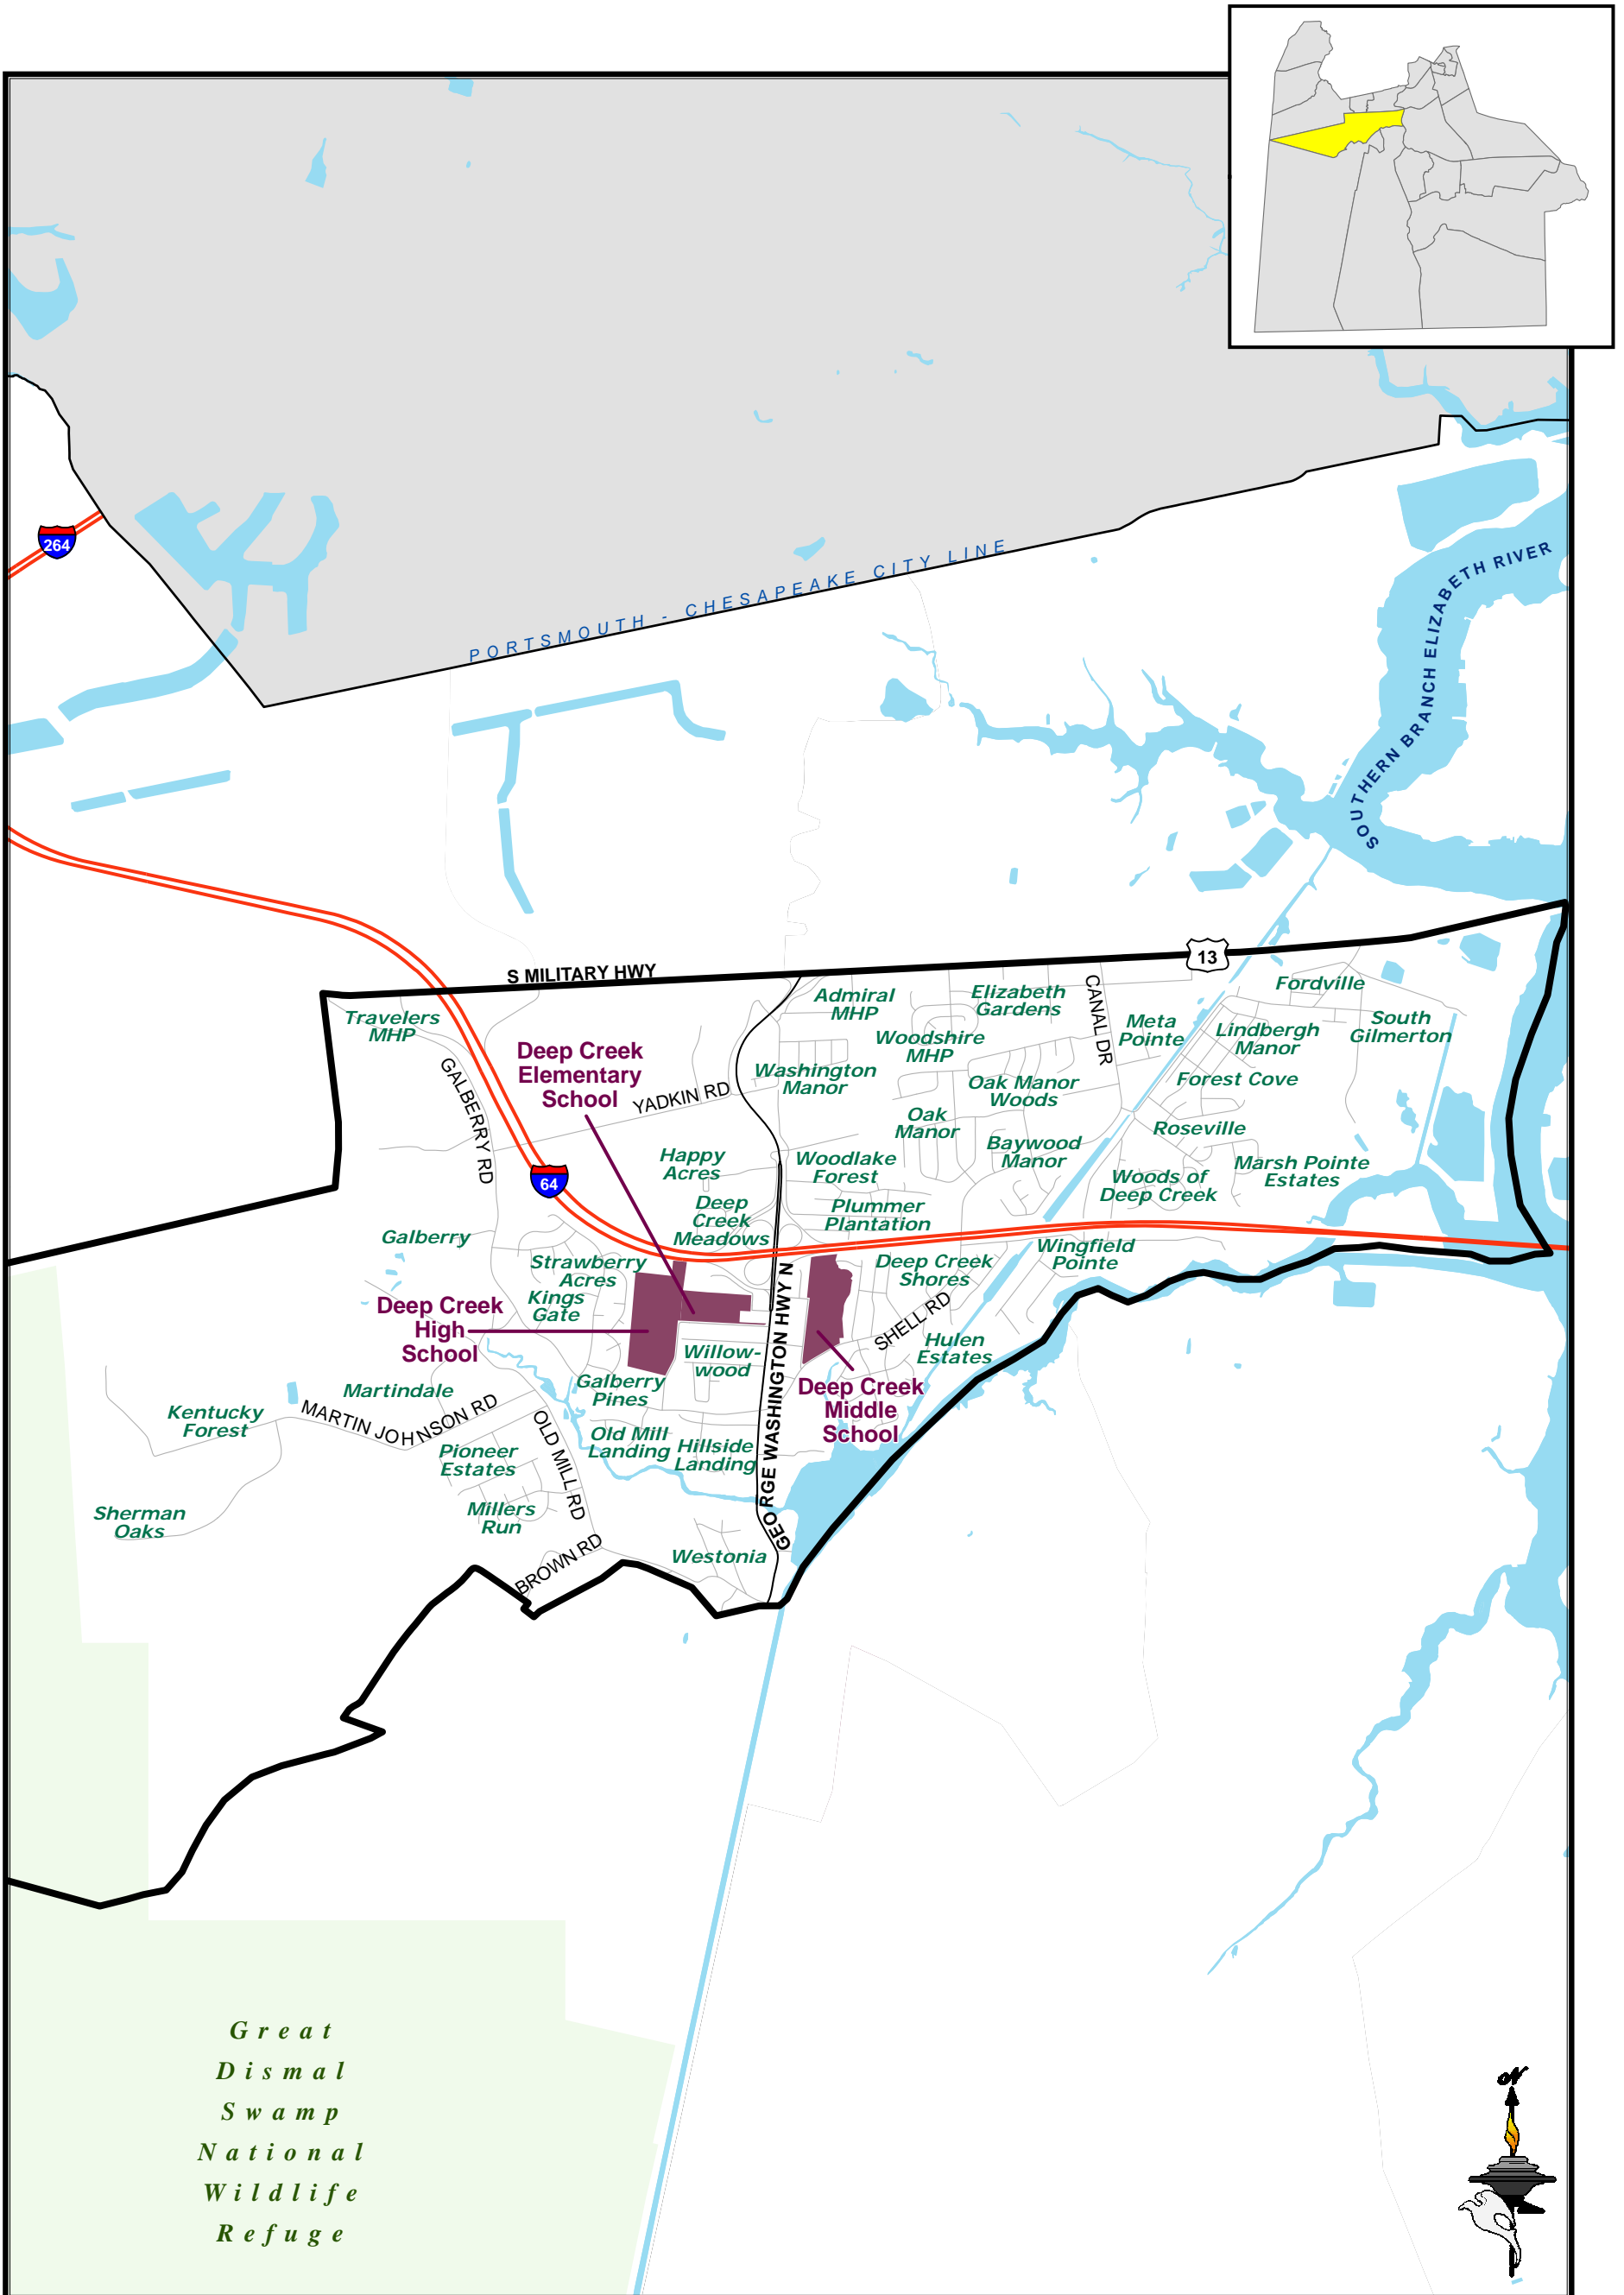 264
PORTSMOUTH - CHESAPEAKE CITY LINE
SOUTHERN BRANCH ELIZABETH RIVER
S MILITARY HWY
13
Travelers
MHP
GALBERRY RD
Deep Creek
Elementary
School
YADKIN RD
Admiral
MHP
Elizabeth
Gardens
CANAL DR
Fordville
Meta
Pointe
South
Gilmerton
Lindbergh
Manor
Woodshire
MHP
Washington
Manor
Oak Manor
Woods
Forest Cove
Oak
Manor
Roseville
Baywood
Manor
Happy
Acres
Woodlake
Forest
Marsh Pointe
Estates
Woods of
Deep Creek
64
Deep
Creek
Meadows
Plummer
Plantation
Galberry
Strawberry
Acres
Deep Creek
Shores
Wingfield
Pointe
Kings
Gate
Deep Creek
High
School
GEORGE WASHINGTON HWY N
SHELL RD
Hulen
Estates
Willow-
wood
Deep Creek
Middle
School
Galberry
Pines
Martindale
MARTIN JOHNSON RD
Kentucky
Forest
OLD MILL RD
Old Mill
Landing
Hillside
Landing
Pioneer
Estates
Millers
Run
Sherman
Oaks
BROWN RD
Westonia
Great
Dismal
Swamp
National
Wildlife
Refuge
N